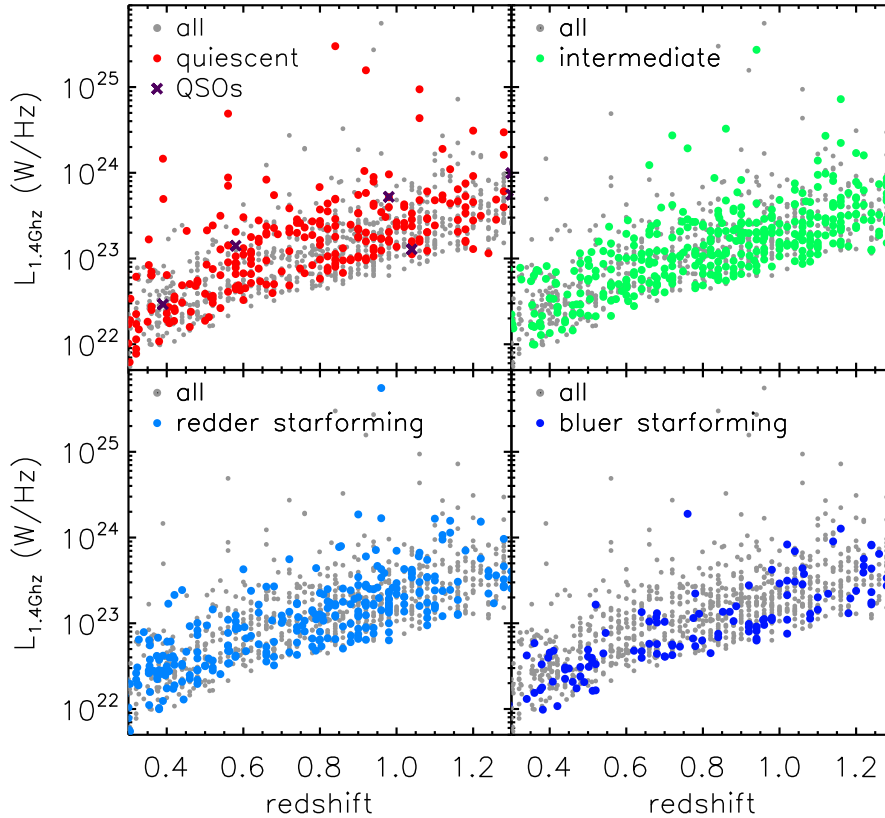 all
quiescent
QSOs
all
intermediate
10^25
10^24
10^23
10^22
L_1.4Ghz (W/Hz)
all
redder starforming
all
bluer starforming
10^25
10^24
10^23
10^22
L_1.4Ghz (W/Hz)
0.4 0.6 0.8 1.0 1.2
0.4 0.6 0.8 1.0 1.2
redshift
redshift